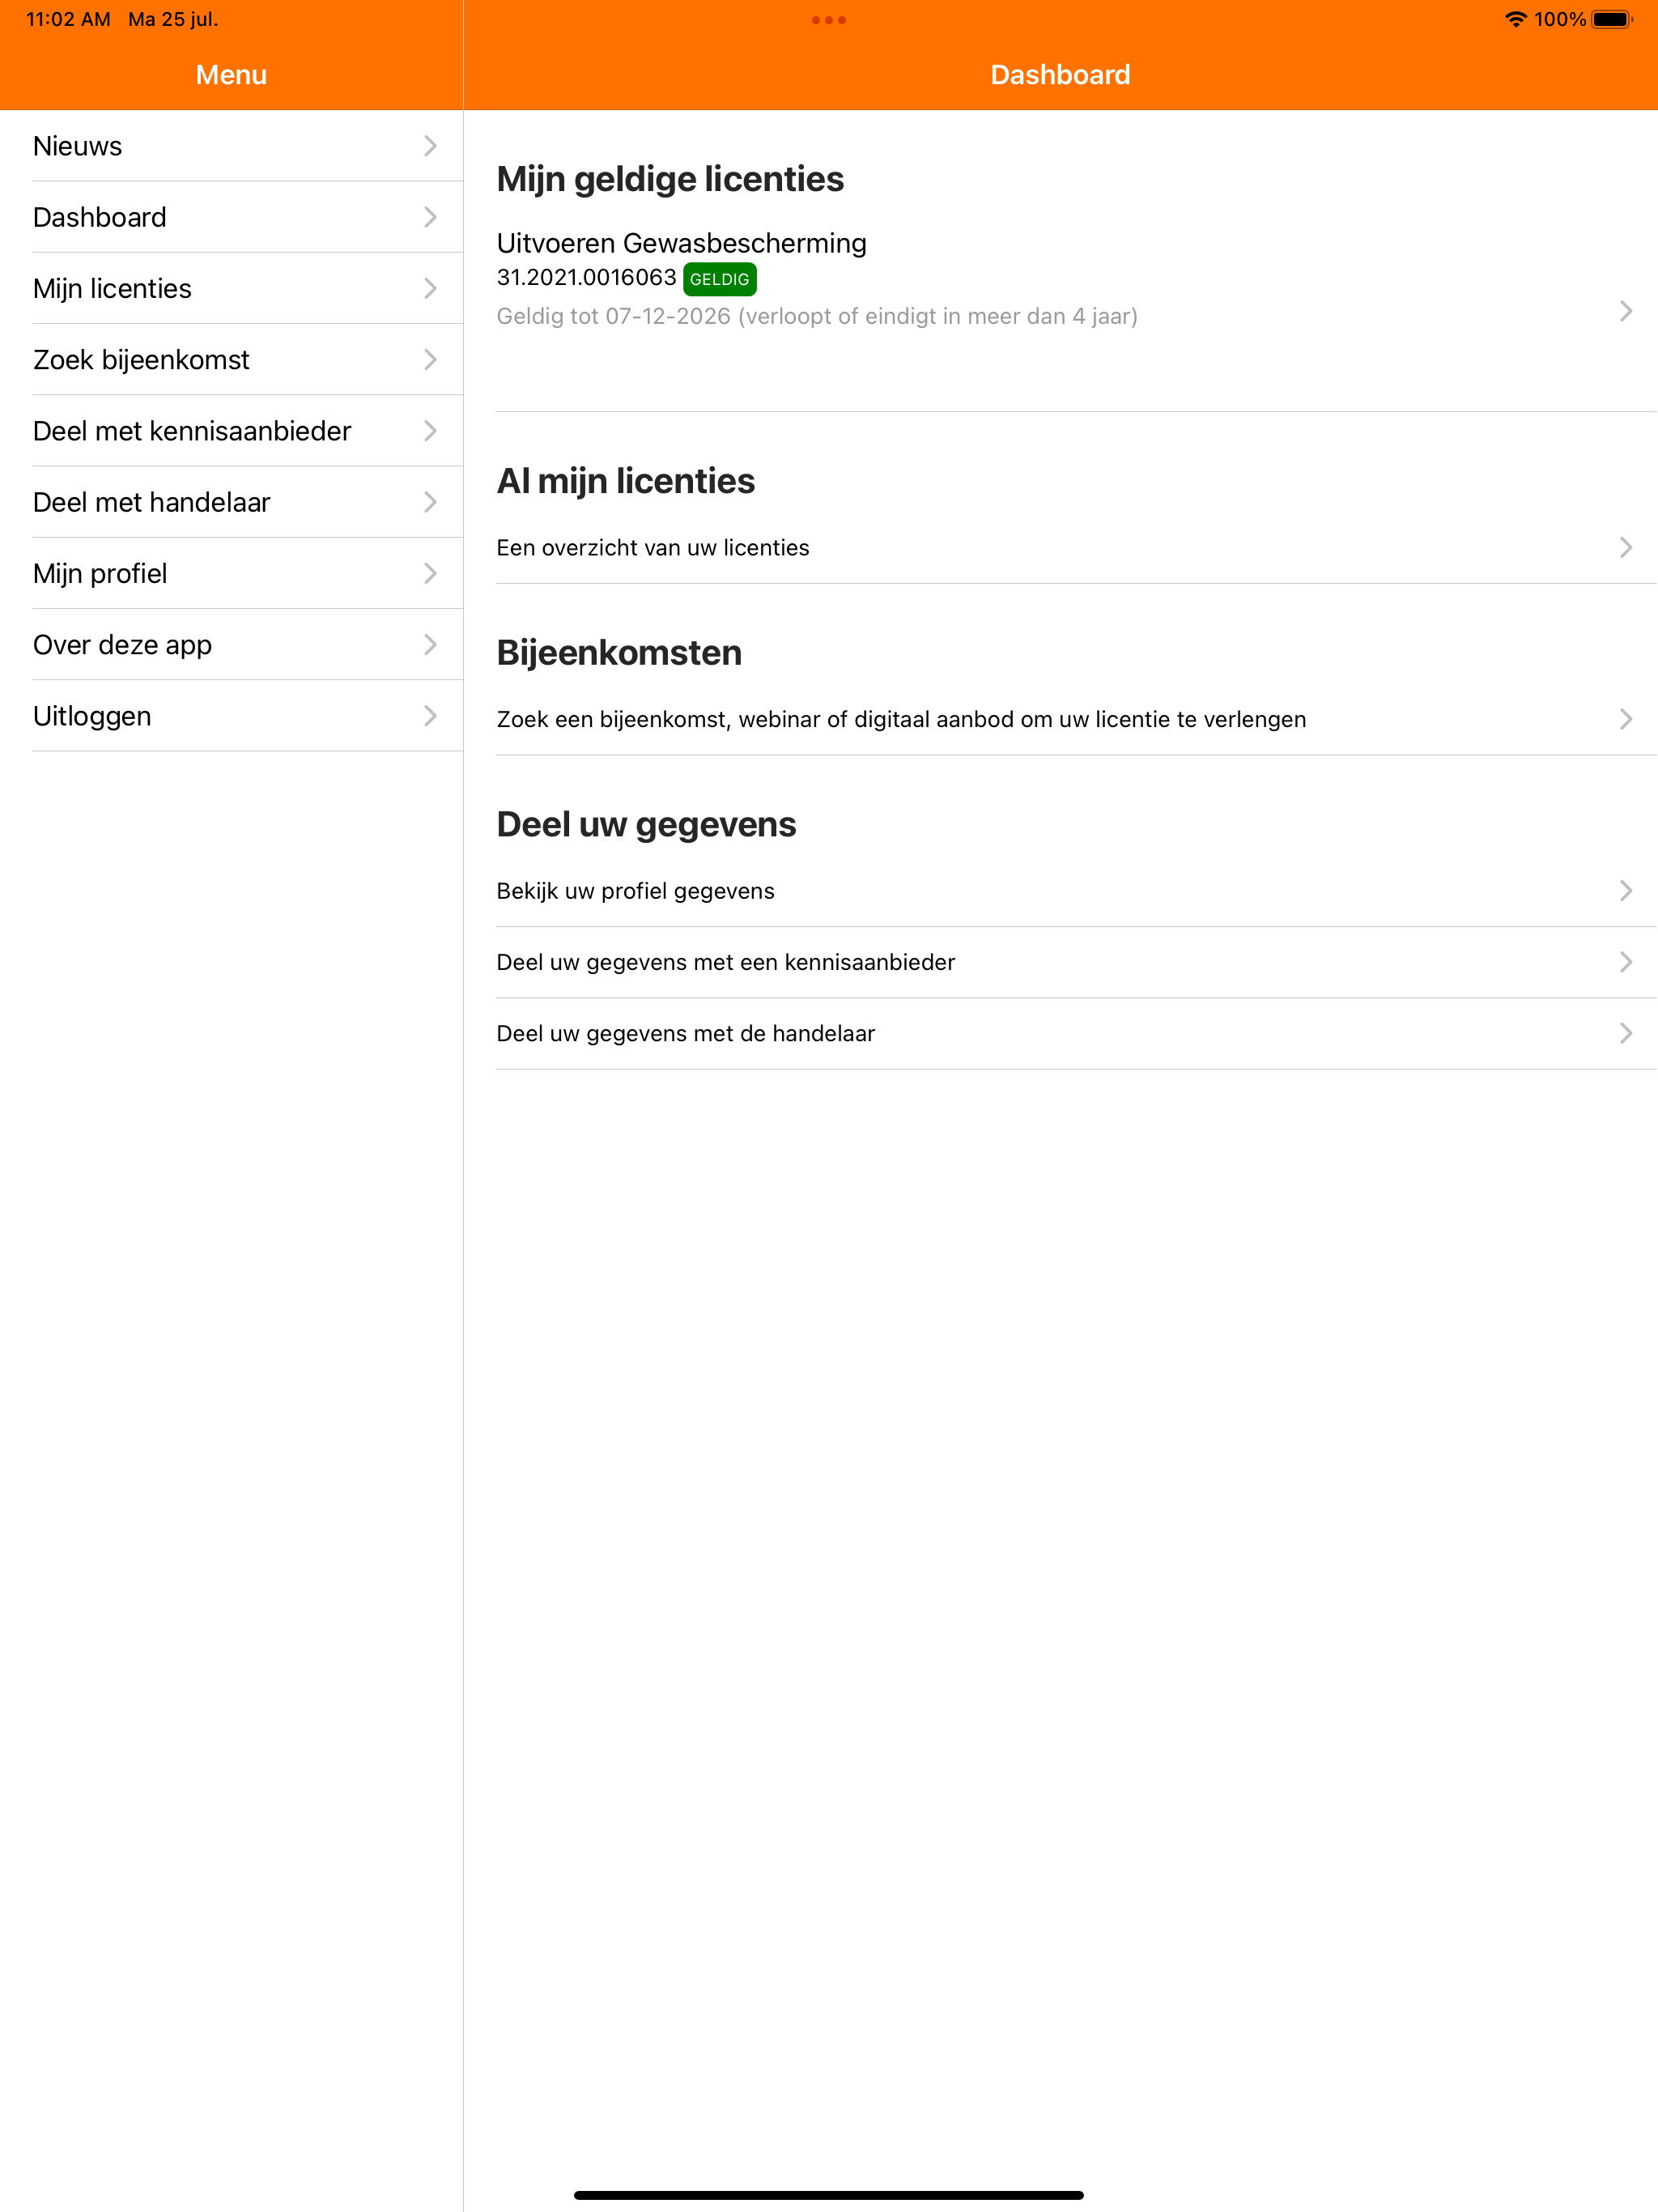 11:02 AM Ma 25 jul.
100%
Menu
Dashboard
Nieuws
Dashboard
Mijn licenties
Zoek bijeenkomst
Deel met kennisaanbieder
Deel met handelaar
Mijn profiel
Over deze app
Uitloggen
Mijn geldige licenties
Uitvoeren Gewasbescherming
31.2021.0016063 GELDIG
Geldig tot 07-12-2026 (verloopt of eindigt in meer dan 4 jaar)
Al mijn licenties
Een overzicht van uw licenties
Bijeenkomsten
Zoek een bijeenkomst, webinar of digitaal aanbod om uw licentie te verlengen
Deel uw gegevens
Bekijk uw profiel gegevens
Deel uw gegevens met een kennisaanbieder
Deel uw gegevens met de handelaar